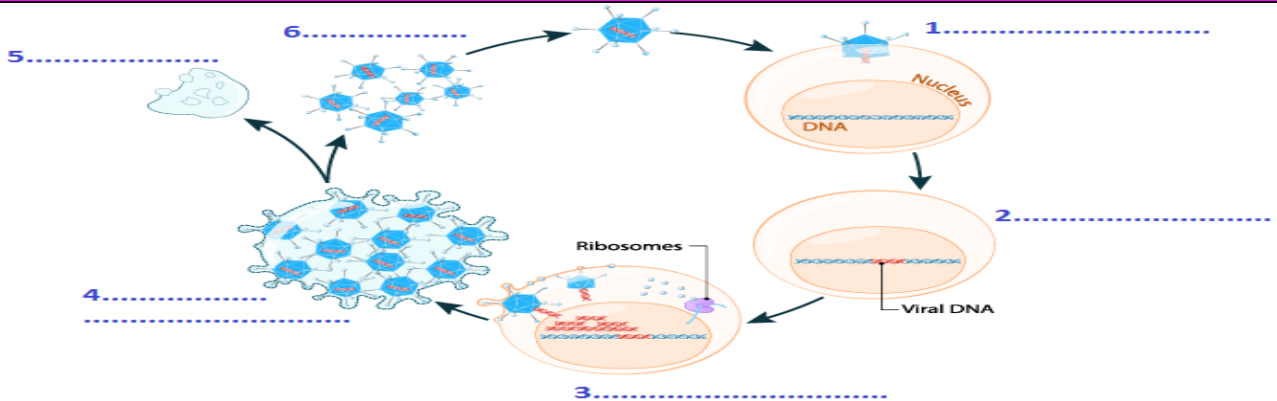 6.................
1............................
5....................
Nucleus
DNA
2............................
Ribosomes
4.................
............................
Viral DNA
3................................